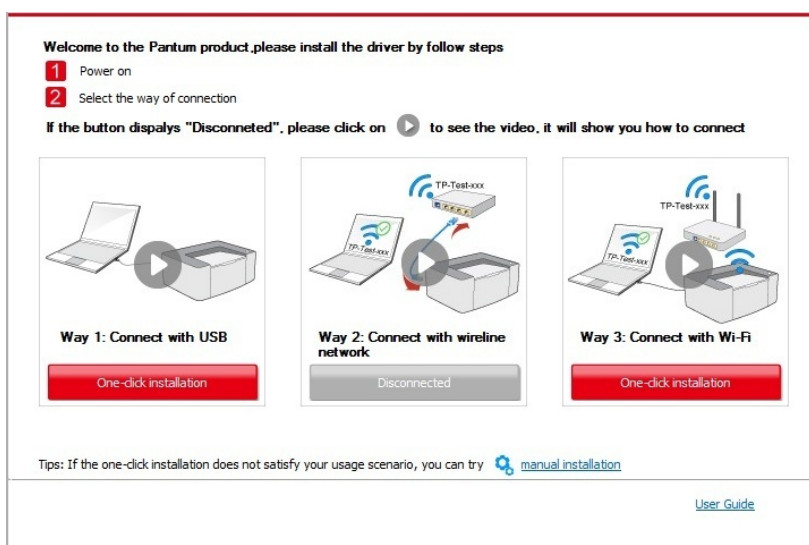 Welcome to the Pantum product,please install the driver by follow steps
1 Power on
2 Select the way of connection
If the button dispalys "Disconneted", please click on to see the video, it will show you how to connect
TP-Test-xxx
TP-Test-xxx
TP-Test-xxx
TP-Test-xxx
Way 1: Connect with USB
Way 2: Connect with wireline
network
Way 3: Connect with Wi-Fi
One-click installation
Disconnected
One-click installation
Tips: If the one-click installation does not satisfy your usage scenario, you can try manual installation
User Guide